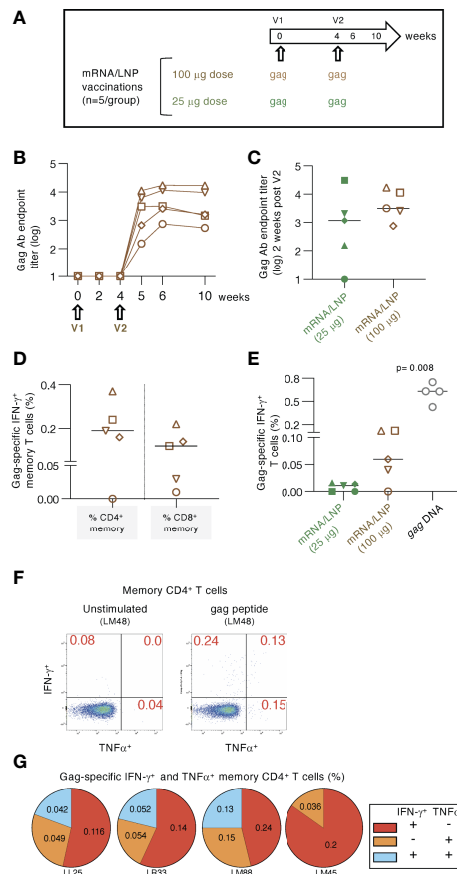 A
V1 V2
0 4 6 10 weeks
mRNA/LNP
vaccinations
(n=5/group)
100 µg dose gag gag
25 µg dose gag gag
B
Gag Ab endpoint
titer (log)
5
4
3
2
1
0 2 4 5 6 10 weeks
V1 V2
C
Gag Ab endpoint titer
(log) 2 weeks post V2
5
4
3
2
1
mRNA/LNP
(25 µg)
mRNA/LNP
(100 µg)
D
Gag-specific IFN-γ+
memory T cells (%)
0.4
0.2
0.05
0.00
% CD4+
memory
% CD8+
memory
E
p= 0.008
Gag-specific IFN-γ+
memory T cells (%)
0.8
0.5
0.2
0.10
0.05
0.00
mRNA/LNP
(25 µg)
mRNA/LNP
(100 µg)
gag DNA
F
Memory CD4+ T cells
Unstimulated
(LM48)
gag peptide
(LM48)
0.08 0.0
0.04
0.24 0.13
0.15
IFN-γ+
TNFα+ TNFα+
G
Gag-specific IFN-γ+ and TNFα+ memory CD4+ T cells (%)
0.042 0.116 0.049
0.052 0.14 0.054
0.13 0.24 0.15
0.036 0.2
LL25 LR33 LM88 LM45
IFN-γ+ TNFα
+ -
- +
+ +